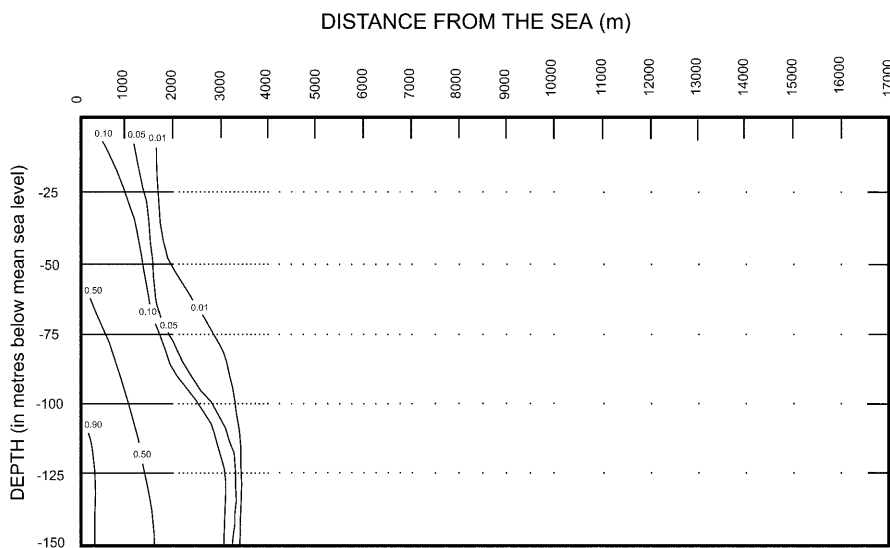 DISTANCE FROM THE SEA (m)
0 1000 2000 3000 4000 5000 6000 7000 8000 9000 10000 11000 12000 13000 14000 15000 16000 17000
DEPTH (in metres below mean sea level)
0.10 0.05 0.01
-25
-50
0.50
0.10 0.01
0.05
-75
-100
0.90
0.50
-125
-150